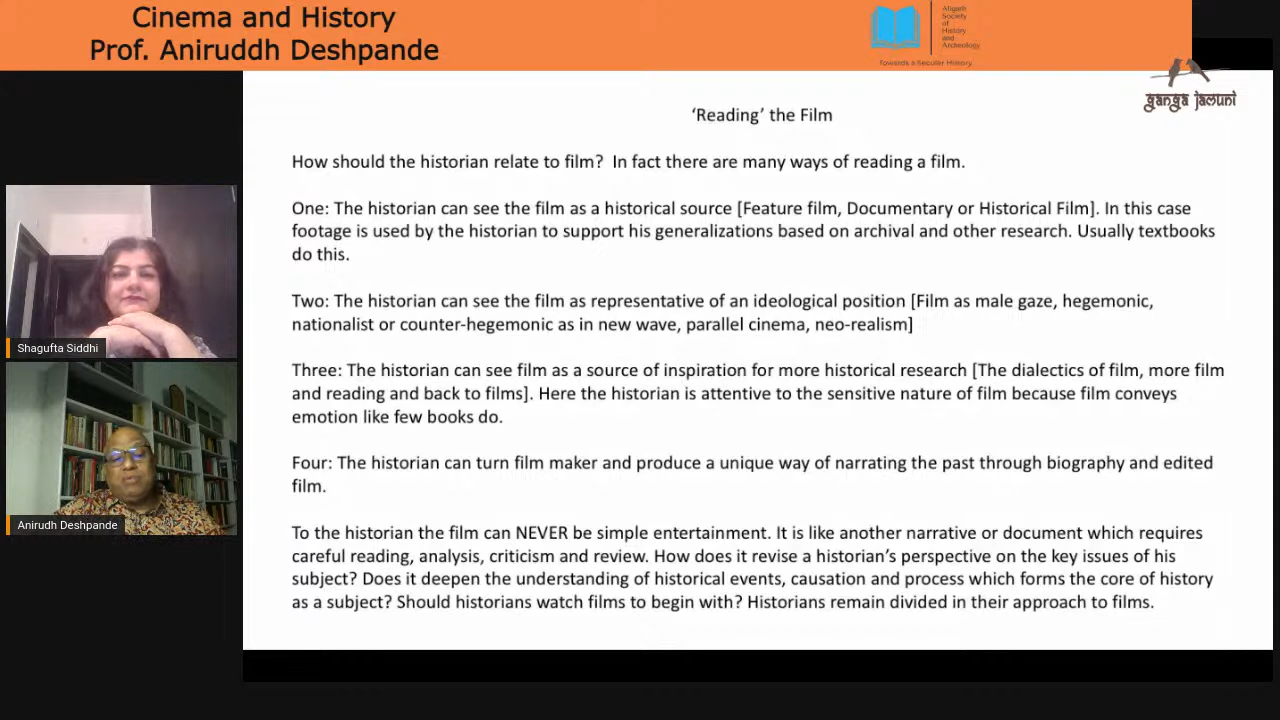 Cinema and History
Prof. Aniruddh Deshpande
Aligarh
Society
of
History
and
Archeology
Towards a Secular History
ganga jamuni
‘Reading’ the Film
How should the historian relate to film?  In fact there are many ways of reading a film.
One: The historian can see the film as a historical source [Feature film, Documentary or Historical Film]. In this case
footage is used by the historian to support his generalizations based on archival and other research. Usually textbooks
do this.
Two: The historian can see the film as representative of an ideological position [Film as male gaze, hegemonic,
nationalist or counter-hegemonic as in new wave, parallel cinema, neo-realism]
Three: The historian can see film as a source of inspiration for more historical research [The dialectics of film, more film
and reading and back to films]. Here the historian is attentive to the sensitive nature of film because film conveys
emotion like few books do.
Four: The historian can turn film maker and produce a unique way of narrating the past through biography and edited
film.
To the historian the film can NEVER be simple entertainment. It is like another narrative or document which requires
careful reading, analysis, criticism and review. How does it revise a historian’s perspective on the key issues of his
subject? Does it deepen the understanding of historical events, causation and process which forms the core of history
as a subject? Should historians watch films to begin with? Historians remain divided in their approach to films.
Shagufta Siddhi
Anirudh Deshpande